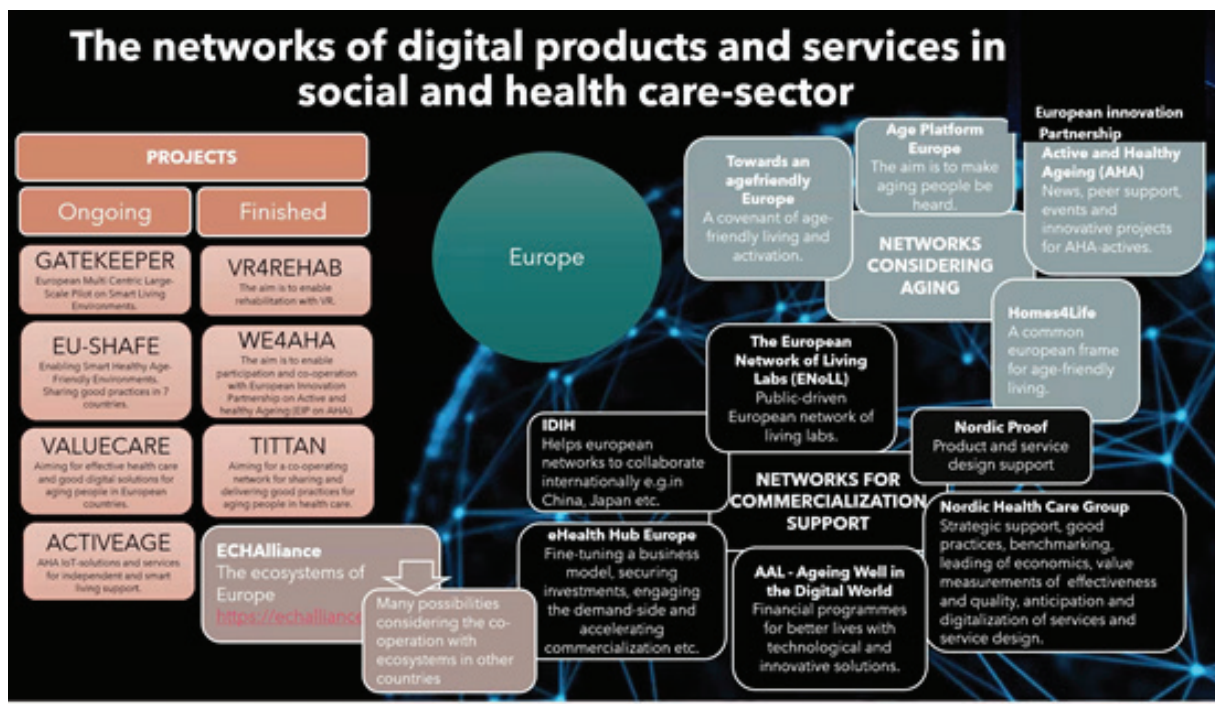 The networks of digital products and services in
social and health care-sector
PROJECTS
Ongoing
Finished
GATEKEEPER
European Multi Centric Large-
Scale Pilot on Smart Living
Environments.
EU-SHAFE
Enabling Smart Healthy Age-
Friendly Environments,
Sharing good practices in 7
countries.
VALUECARE
Aiming for effective health care
and good digital solutions for
aging people in European
countries.
ACTIVEAGE
AHA IoT-solutions and services
for independent and smart
living support.
VR4REHAB
The aim is to enable
rehabilitation with VR.
WE4AHA
The aim is to enable
participation and co-operation
with European Innovation
Partnership on Active and
healthy Ageing (EIP on AHA).
TITTAN
Aiming for a co-operating
network for sharing and
delivering good practices for
aging people in health care.
ECHAlliance
The ecosystems of
Europe
https://echalliance
Many possibilities
considering the co-
operation with
ecosystems in other
countries
Europe
Towards an
agefriendly
Europe
A covenant of age-
friendly living and
activation.
Age Platform
Europe
The aim is to make
aging people be
heard.
European innovation
Partnership
Active and Healthy
Ageing (AHA)
News, peer support,
events and
innovative projects
for AHA-actives.
NETWORKS
CONSIDERING
AGING
Homes4Life
A common
european frame
for age-friendly
living.
The European
Network of Living
Labs (ENoLL)
Public-driven
European network of
living labs.
IDIH
Helps european
networks to collaborate
internationally e.g.in
China, Japan etc.
Nordic Proof
Product and service
design support
NETWORKS FOR
COMMERCIALIZATION
SUPPORT
eHealth Hub Europe
Fine-tuning a business
model, securing
investments, engaging
the demand-side and
accelerating
commercialization etc.
AAL - Ageing Well in
the Digital World
Financial programmes
for better lives with
technological and
innovative solutions.
Nordic Health Care Group
Strategic support, good
practices, benchmarking,
leading of economics, value
measurements of effectiveness
and quality, anticipation and
digitalization of services and
service design.